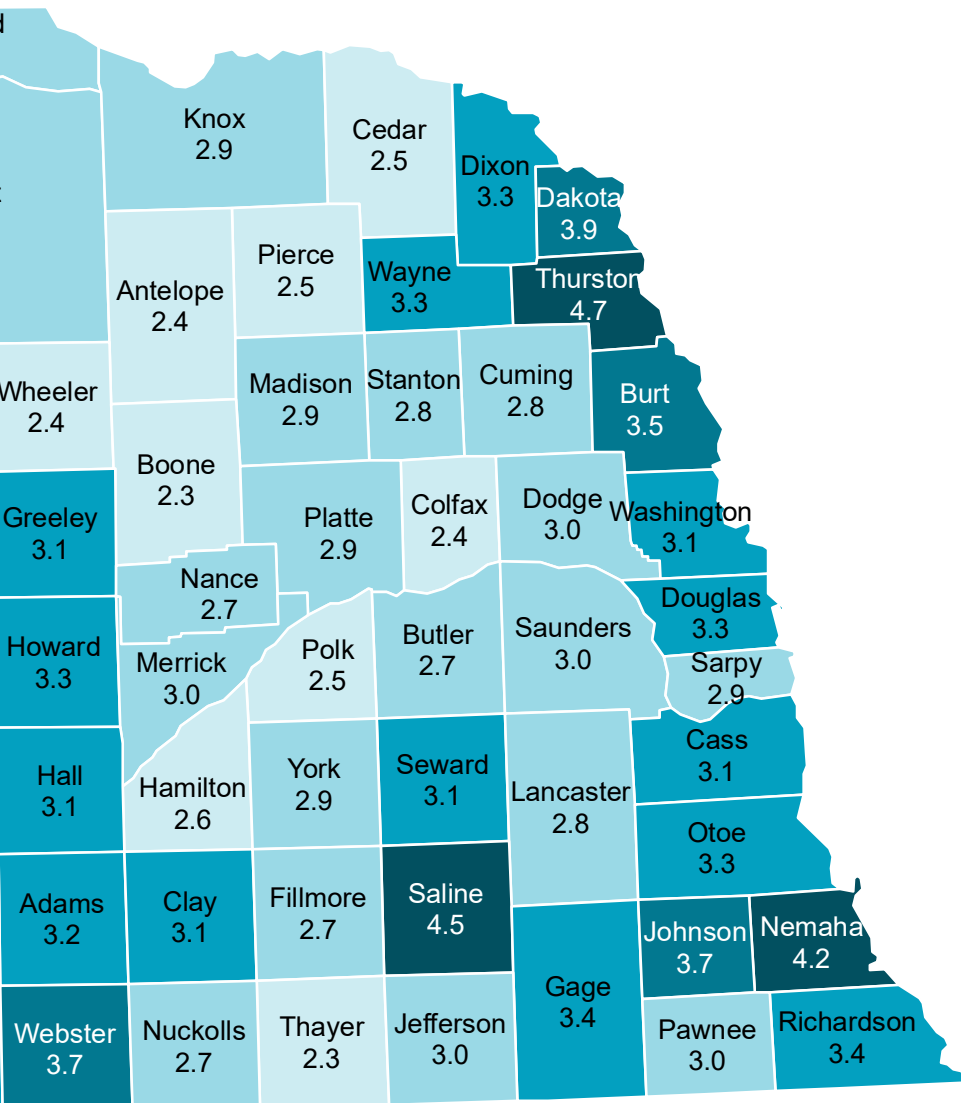 d
Knox
2.9
Cedar
2.5
Dixon
3.3
Dakota
3.9
Pierce
2.5
Wayne
3.3
Thurston
4.7
Antelope
2.4
Wheeler
2.4
Madison
2.9
Stanton
2.8
Cuming
2.8
Burt
3.5
Boone
2.3
Greeley
3.1
Platte
2.9
Colfax
2.4
Dodge
3.0
Washington
3.1
Nance
2.7
Douglas
3.3
Howard
3.3
Merrick
3.0
Polk
2.5
Butler
2.7
Saunders
3.0
Sarpy
2.9
Hall
3.1
Hamilton
2.6
York
2.9
Seward
3.1
Lancaster
2.8
Cass
3.1
Otoe
3.3
Adams
3.2
Clay
3.1
Fillmore
2.7
Saline
4.5
Johnson
3.7
Nemaha
4.2
Gage
3.4
Webster
3.7
Nuckolls
2.7
Thayer
2.3
Jefferson
3.0
Pawnee
3.0
Richardson
3.4